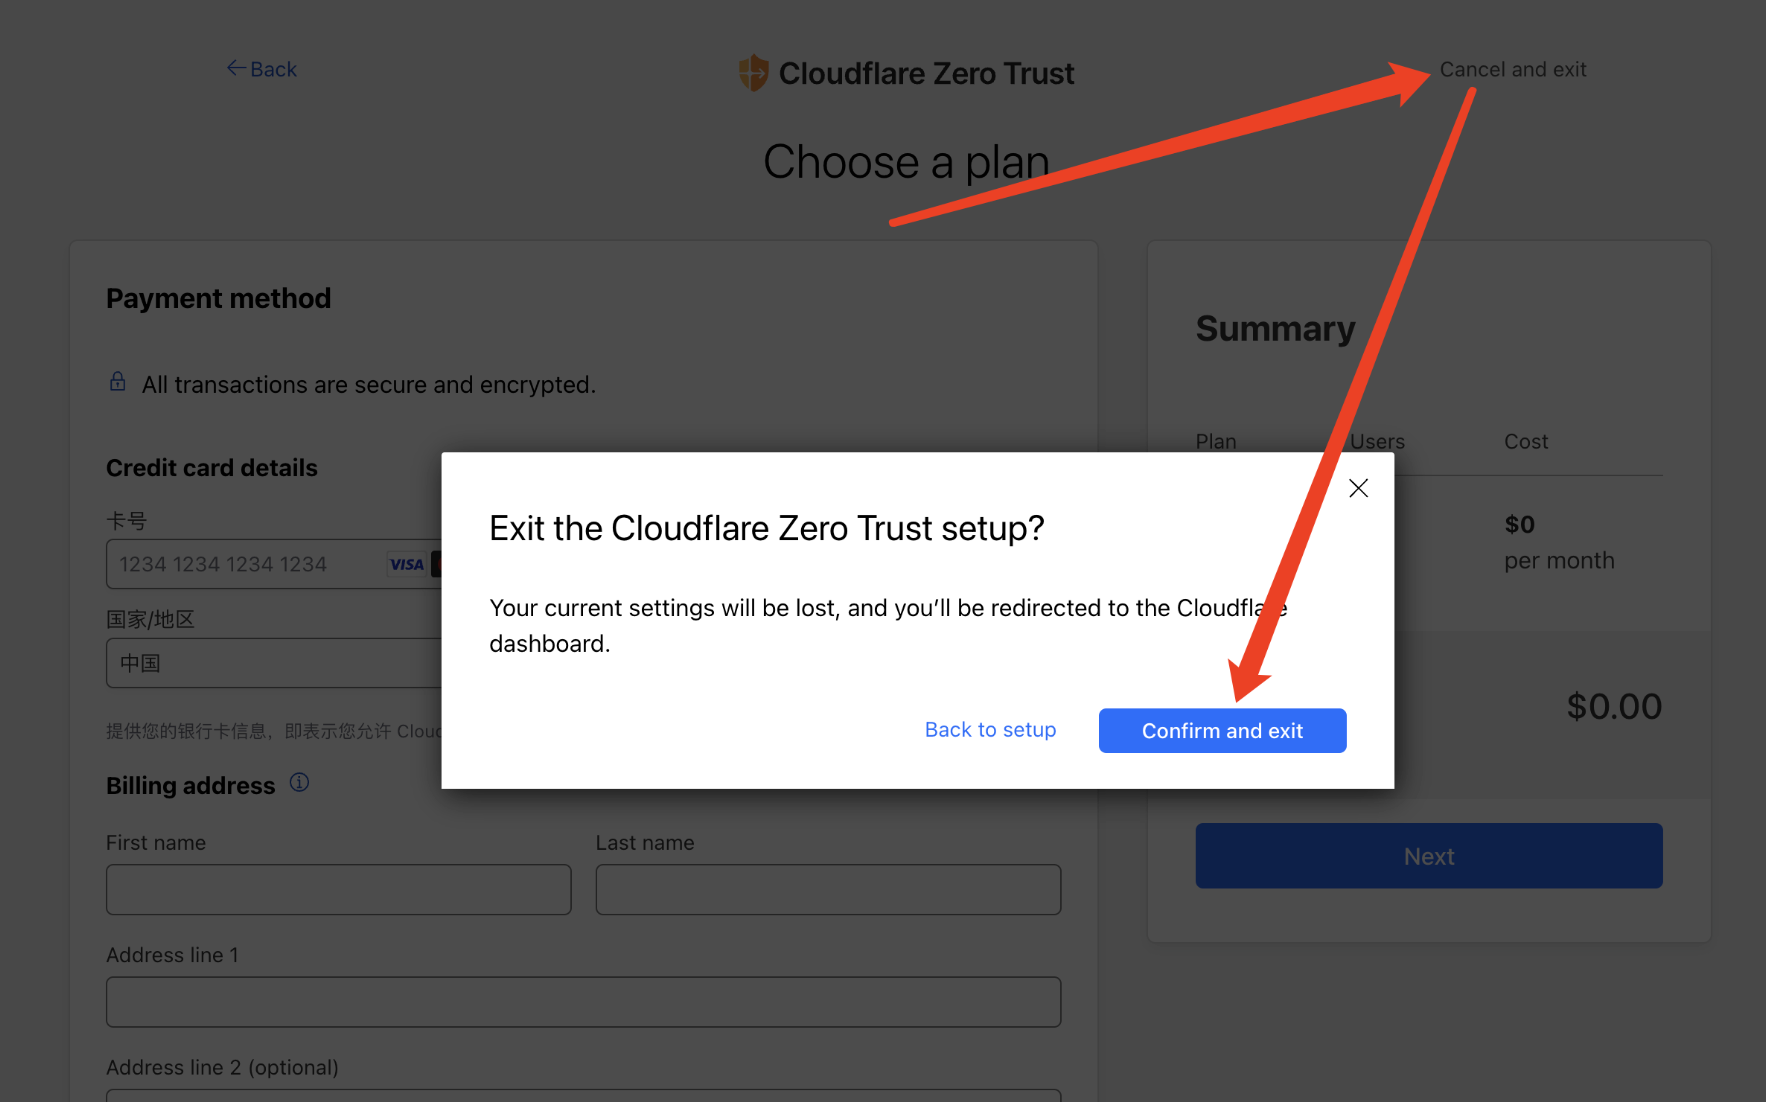 Back
Cloudflare Zero Trust
Cancel and exit
Choose a plan
Payment method
All transactions are secure and encrypted.
Credit card details
卡号
1234 1234 1234 1234
VISA
国家/地区
中国
提供您的银行卡信息，即表示您允许 Clou
Billing address
First name
Last name
Address line 1
Address line 2 (optional)
Summary
Plan
Users
Cost
$0
per month
$0.00
Next
Exit the Cloudflare Zero Trust setup?
Your current settings will be lost, and you’ll be redirected to the Cloudflare
dashboard.
Back to setup
Confirm and exit